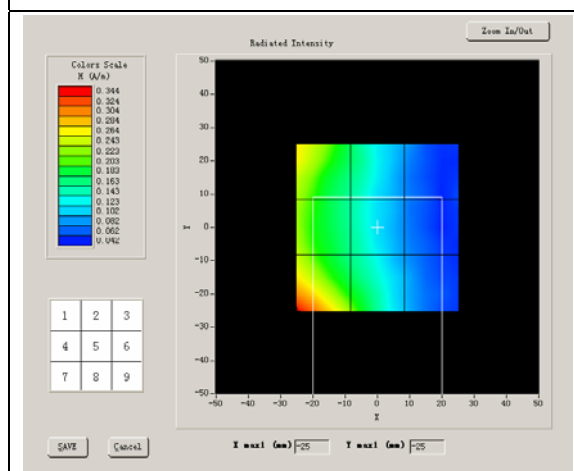 Zoom In/Out
Radiated Intensity
Colors Scale
H (A/m)
0.344
0.324
0.304
0.284
0.264
0.243
0.223
0.203
0.183
0.163
0.143
0.123
0.102
0.082
0.062
0.042
50-
40-
30-
20-
10-
Y 0-
-10-
-20-
-30-
-40-
-50-
-50 -40 -30 -20 -10 0 10 20 30 40 50
X
1 2 3
4 5 6
7 8 9
SAVE Cancel
X max1 (mm) -25 Y max1 (mm) -25